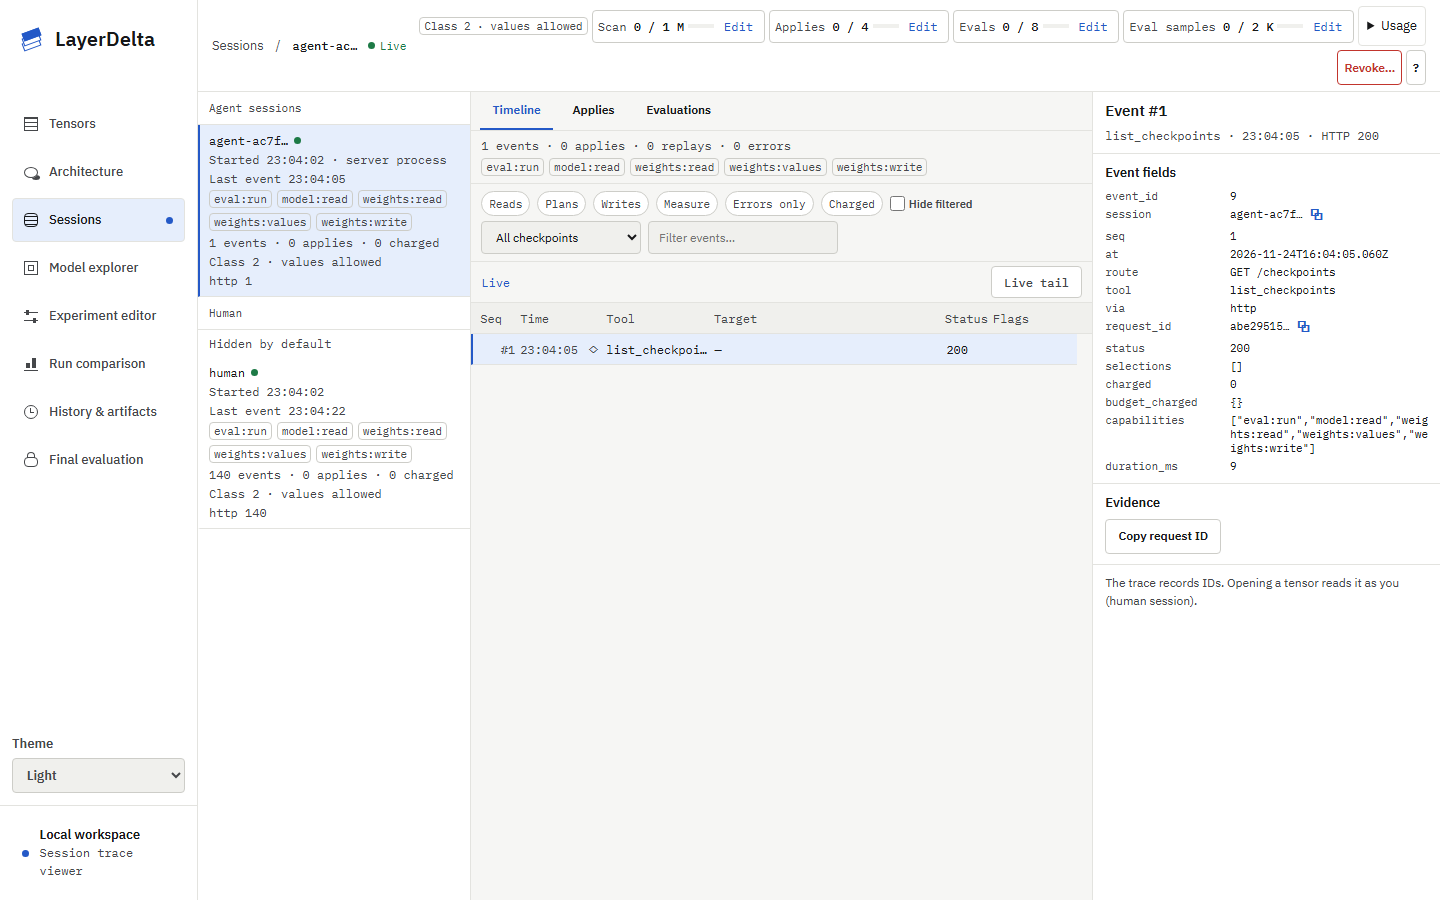 LayerDelta
Tensors
Architecture
Sessions
Model explorer
Experiment editor
Run comparison
History & artifacts
Final evaluation
Theme
Light
Local workspace
Session trace
viewer
Sessions / agent-ac… Live
Class 2 · values allowed
Scan 0 / 1 M Edit
Applies 0 / 4 Edit
Evals 0 / 8 Edit
Eval samples 0 / 2 K Edit
Usage
Revoke…
?
Agent sessions
agent-ac7f…
Started 23:04:02 · server process
Last event 23:04:05
eval:run model:read weights:read
weights:values weights:write
1 events · 0 applies · 0 charged
Class 2 · values allowed
http 1
Human
Hidden by default
human
Started 23:04:02
Last event 23:04:22
eval:run model:read weights:read
weights:values weights:write
140 events · 0 applies · 0 charged
Class 2 · values allowed
http 140
Timeline Applies Evaluations
1 events · 0 applies · 0 replays · 0 errors
eval:run model:read weights:read weights:values weights:write
Reads Plans Writes Measure Errors only Charged Hide filtered
All checkpoints Filter events…
Live Live tail
Seq Time Tool Target Status Flags
#1 23:04:05 ◇ list_checkpoi… — 200
Event #1
list_checkpoints · 23:04:05 · HTTP 200
Event fields
event_id 9
session agent-ac7f…
seq 1
at 2026-11-24T16:04:05.060Z
route GET /checkpoints
tool list_checkpoints
via http
request_id abe29515…
status 200
selections []
charged 0
budget_charged {}
capabilities ["eval:run","model:read","weig
hts:read","weights:values","we
ights:write"]
duration_ms 9
Evidence
Copy request ID
The trace records IDs. Opening a tensor reads it as you
(human session).